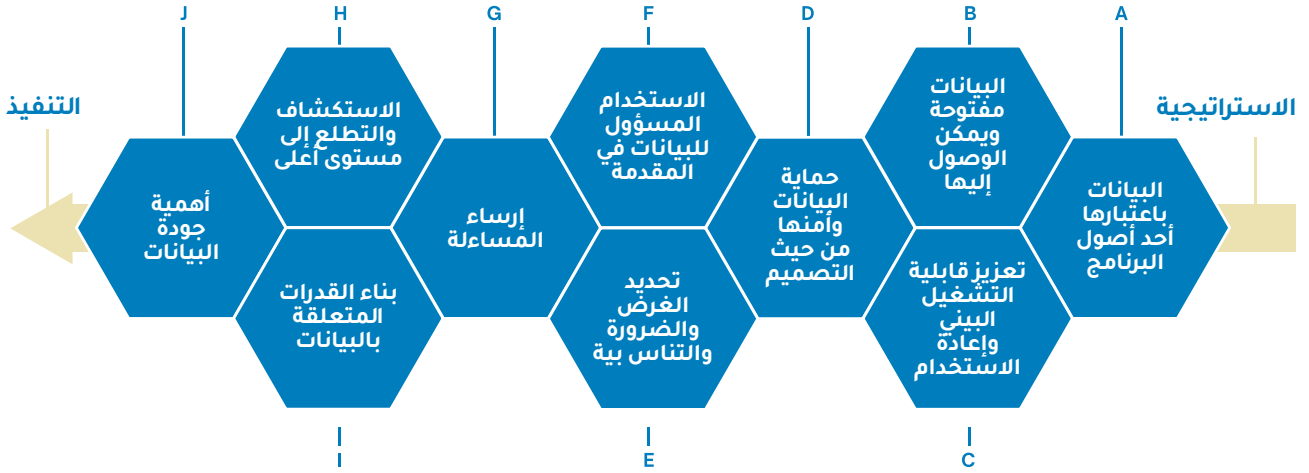 الاستراتيجية
A
البيانات
باعتبارها
أحد أصول
البرنامج
B
البيانات
مفتوحة
ويمكن
الوصول
إليها
C
تعزيز قابلية
التشغيل
البيني
وإعادة
الاستخدام
D
حماية
البيانات
وأمنها
من حيث
التصميم
E
تحديد
الغرض
والضرورة
والتناس بية
F
الاستخدام
المسؤول
للبيانات في
المقدمة
G
إرساء
المساءلة
H
الاستكشاف
والتطلع إلى
مستوى أعلى
I
بناء القدرات
المتعلقة
بالبيانات
J
أهمية
جودة
البيانات
التنفيذ